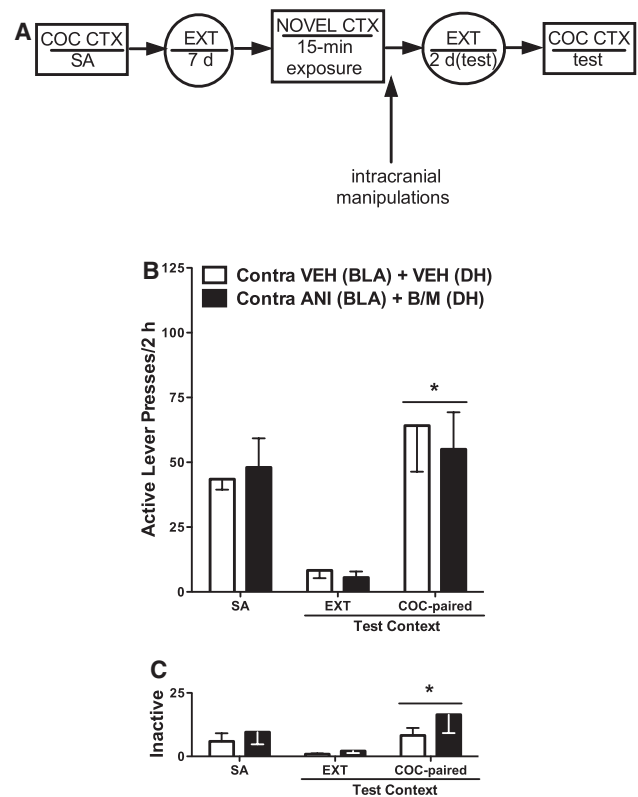 A
COC CTX
SA
EXT
7 d
NOVEL CTX
15-min
exposure
EXT
2 d(test)
COC CTX
test
intracranial
manipulations
B
Contra VEH (BLA) + VEH (DH)
Contra ANI (BLA) + B/M (DH)
Active Lever Presses/2 h
125
100
75
50
25
0
*
SA
EXT
COC-paired
Test Context
C
Inactive
25
0
*
SA
EXT
COC-paired
Test Context